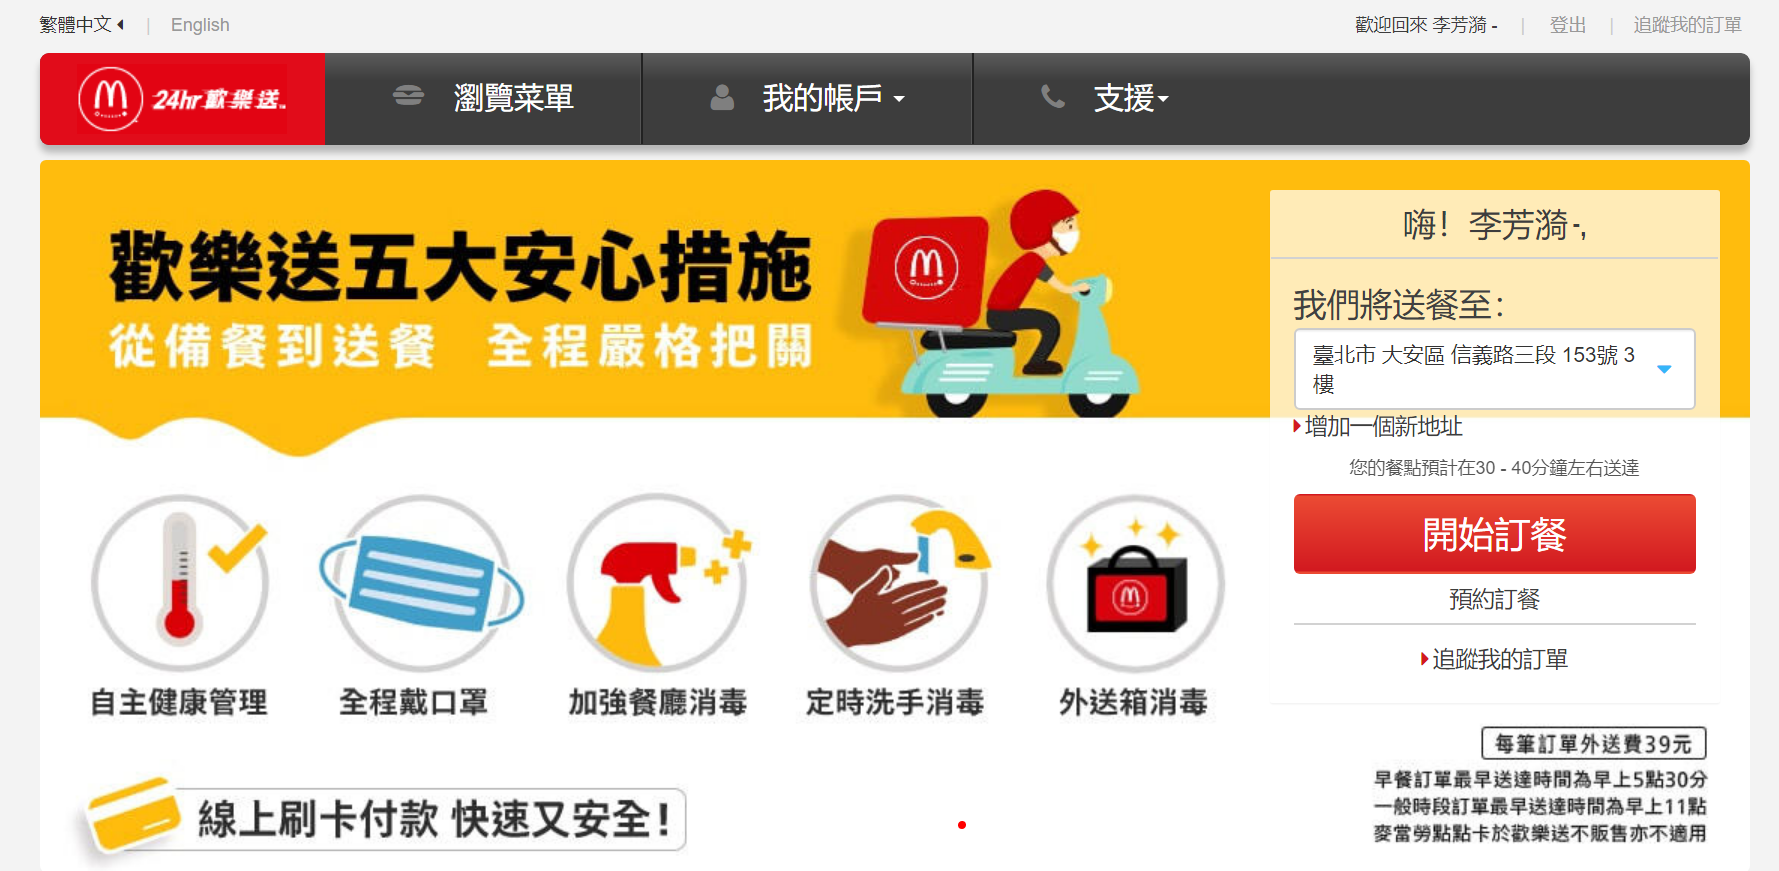 繁體中文 | English
歡迎回來 李芳漪 - | 登出 | 追蹤我的訂單
24hr歡樂送
瀏覽菜單
我的帳戶
支援
歡樂送五大安心措施
從備餐到送餐 全程嚴格把關
嗨！李芳漪 -,
我們將送餐至：
臺北市 大安區 信義路三段 153號 3
樓
增加一個新地址
您的餐點預計在30 - 40分鐘左右送達
開始訂餐
預約訂餐
追蹤我的訂單
自主健康管理
全程戴口罩
加強餐廳消毒
定時洗手消毒
外送箱消毒
每筆訂單外送費39元
早餐訂單最早送達時間為早上5點30分
一般時段訂單最早送達時間為早上11點
麥當勞點點卡於歡樂送不販售亦不適用
線上刷卡付款 快速又安全！